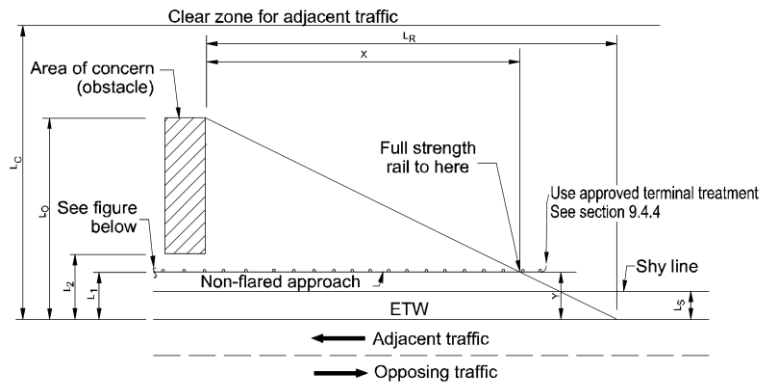 Clear zone for adjacent traffic
L_R
X
Area of concern
(obstacle)
L_C
L_O
Full strength
rail to here
See figure
below
Use approved terminal treatment
See section 9.4.4
L_2
L_1
Non-flared approach
Y
Shy line
L_S
ETW
Adjacent traffic
Opposing traffic